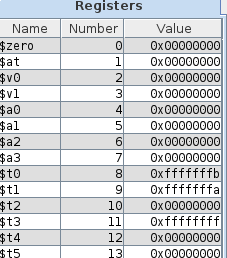 Registers
Name Number Value
$zero 0 0x00000000
$at 1 0x00000000
$v0 2 0x00000000
$v1 3 0x00000000
$a0 4 0x00000000
$a1 5 0x00000000
$a2 6 0x00000000
$a3 7 0x00000000
$t0 8 0xfffffffb
$t1 9 0xfffffffa
$t2 10 0x00000000
$t3 11 0xffffffff
$t4 12 0x00000000
$t5 13 0x00000000